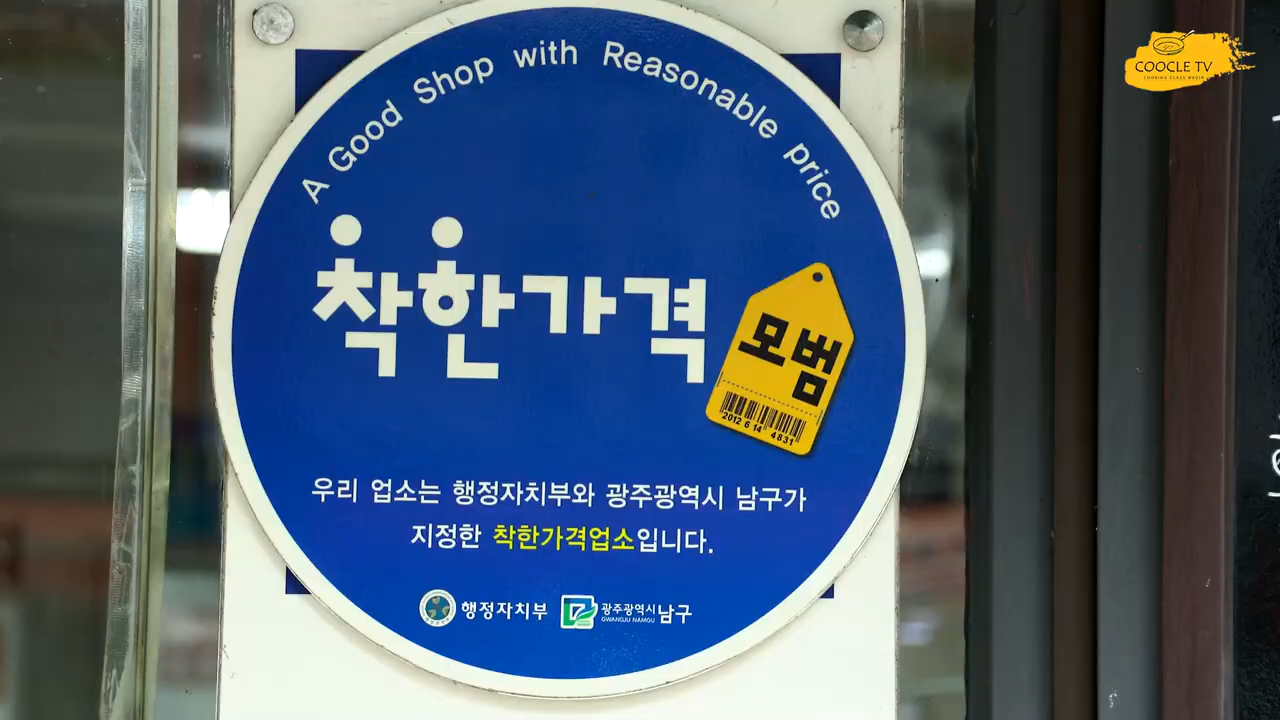 COOCLE TV
COOKING CLASS MEDIA
A Good Shop with Reasonable price
착한가격
모범
2012 6 14 4831
우리 업소는 행정자치부와 광주광역시 남구가
지정한 착한가격업소입니다.
행정자치부
광주광역시 남구
GWANGJU NAMGU